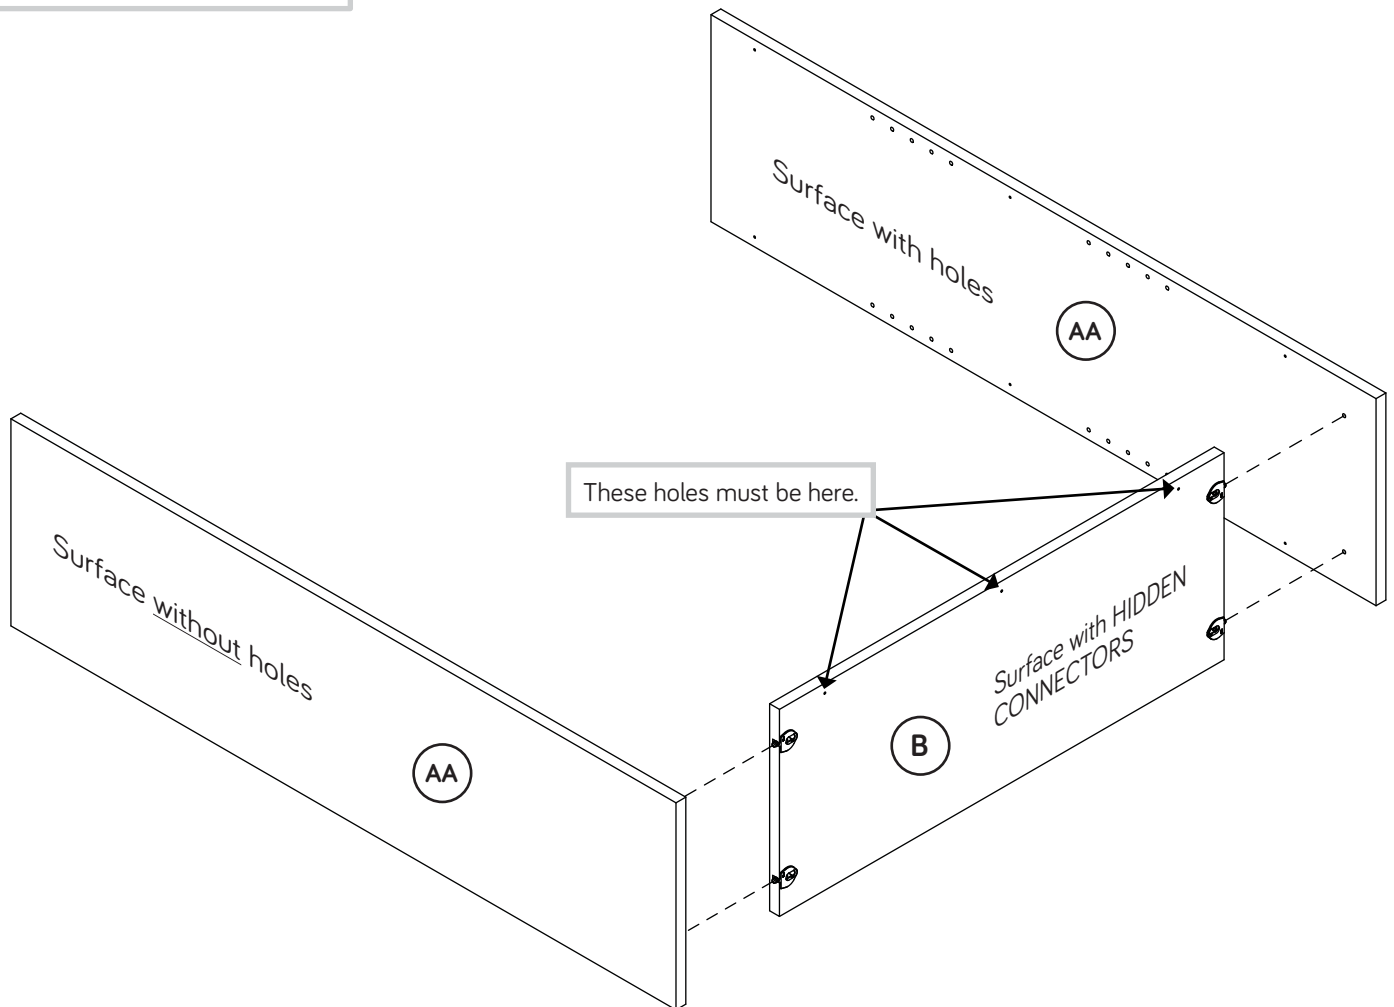 Surface with holes
AA
These holes must be here.
Surface without holes
AA
Surface with HIDDEN
CONNECTORS
B